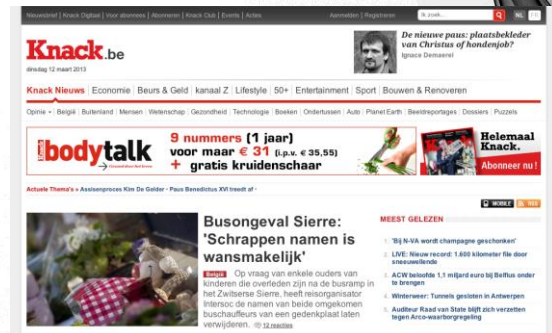 Nieuwsbrief | Knack Digitaal | Voor abonnees | Abonneren | Knack Club | Events | Acties
Aanmelden | Registreren
Ik zoek...
NL FR
Knack.be
dinsdag 12 maart 2013
De nieuwe paus: plaatsbekleder
van Christus of hondenjob?
Ignace Demaerel
Knack Nieuws | Economie | Beurs & Geld | kanaal Z | Lifestyle | 50+ | Entertainment | Sport | Bouwen & Renoveren
Opinie | België | Buitenland | Mensen | Wetenschap | Gezondheid | Technologie | Boeken | Ondertussen | Auto | Planet Earth | Beeldreportages | Dossiers | Puzzels
bodytalk
9 nummers (1 jaar)
voor maar € 31 (i.p.v. € 35,55)
+ gratis kruidenschaar
Helemaal
Knack.
Abonneer nu!
Actuele Thema's » Assisenproces Kim De Gelder - Paus Benedictus XVI treedt af -
MOBILE
RSS
Busongeval Sierre:
'Schrappen namen is
wansmakelijk'
België Op vraag van enkele ouders van
kinderen die overleden zijn na de busramp in
het Zwitserse Sierre, heeft reisorganisator
Intersoc de namen van beide omgekomen
buschauffeurs van een gedenkplaat laten
verwijderen. 12 reacties
MEEST GELEZEN
1. 'Bij N-VA wordt champagne geschonken'
2. LIVE: Nieuw record: 1.600 kilometer file door
sneeuwellende
3. ACW beloofde 1,1 miljard euro bij Belfius onder
te brengen
4. Winterweer: Tunnels gesloten in Antwerpen
5. Auditeur Raad van State blijft zich verzetten
tegen Arco-waarborgregeling